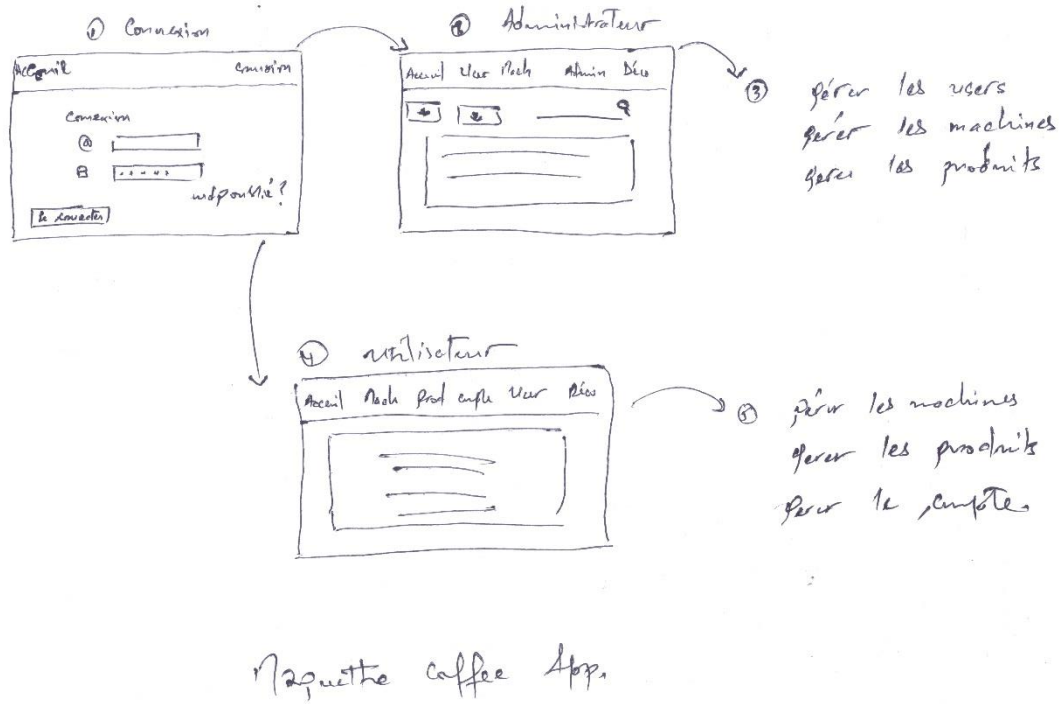 ① Connexion
Accueil Connexion
Connexion
@
.....
mdp oublié?
Se connecter
② Administrateur
Accueil User Mach Admin Déco
③ gérer les users
gérer les machines
gérer les produits
④ utilisateur
Accueil Mach Prod cmpte User Déco
⑤ gérer les machines
gerer les produits
gerer le compte
Maquette coffee App.